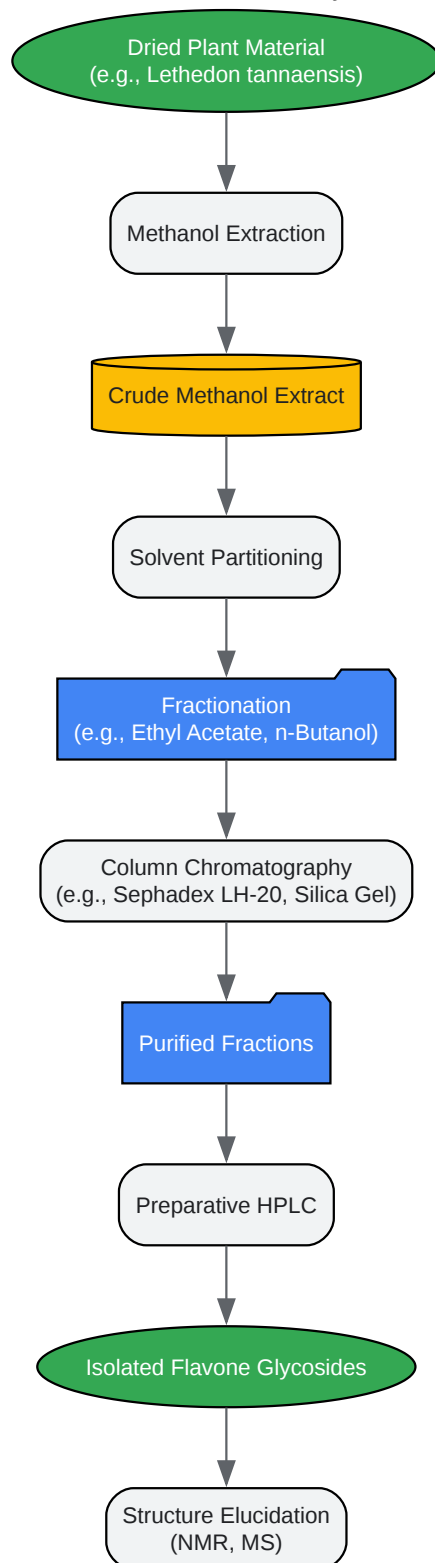 Dried Plant Material
(e.g., Lethedon tannaensis)
Methanol Extraction
Crude Methanol Extract
Solvent Partitioning
Fractionation
(e.g., Ethyl Acetate, n-Butanol)
Column Chromatography
(e.g., Sephadex LH-20, Silica Gel)
Purified Fractions
Preparative HPLC
Isolated Flavone Glycosides
Structure Elucidation
(NMR, MS)